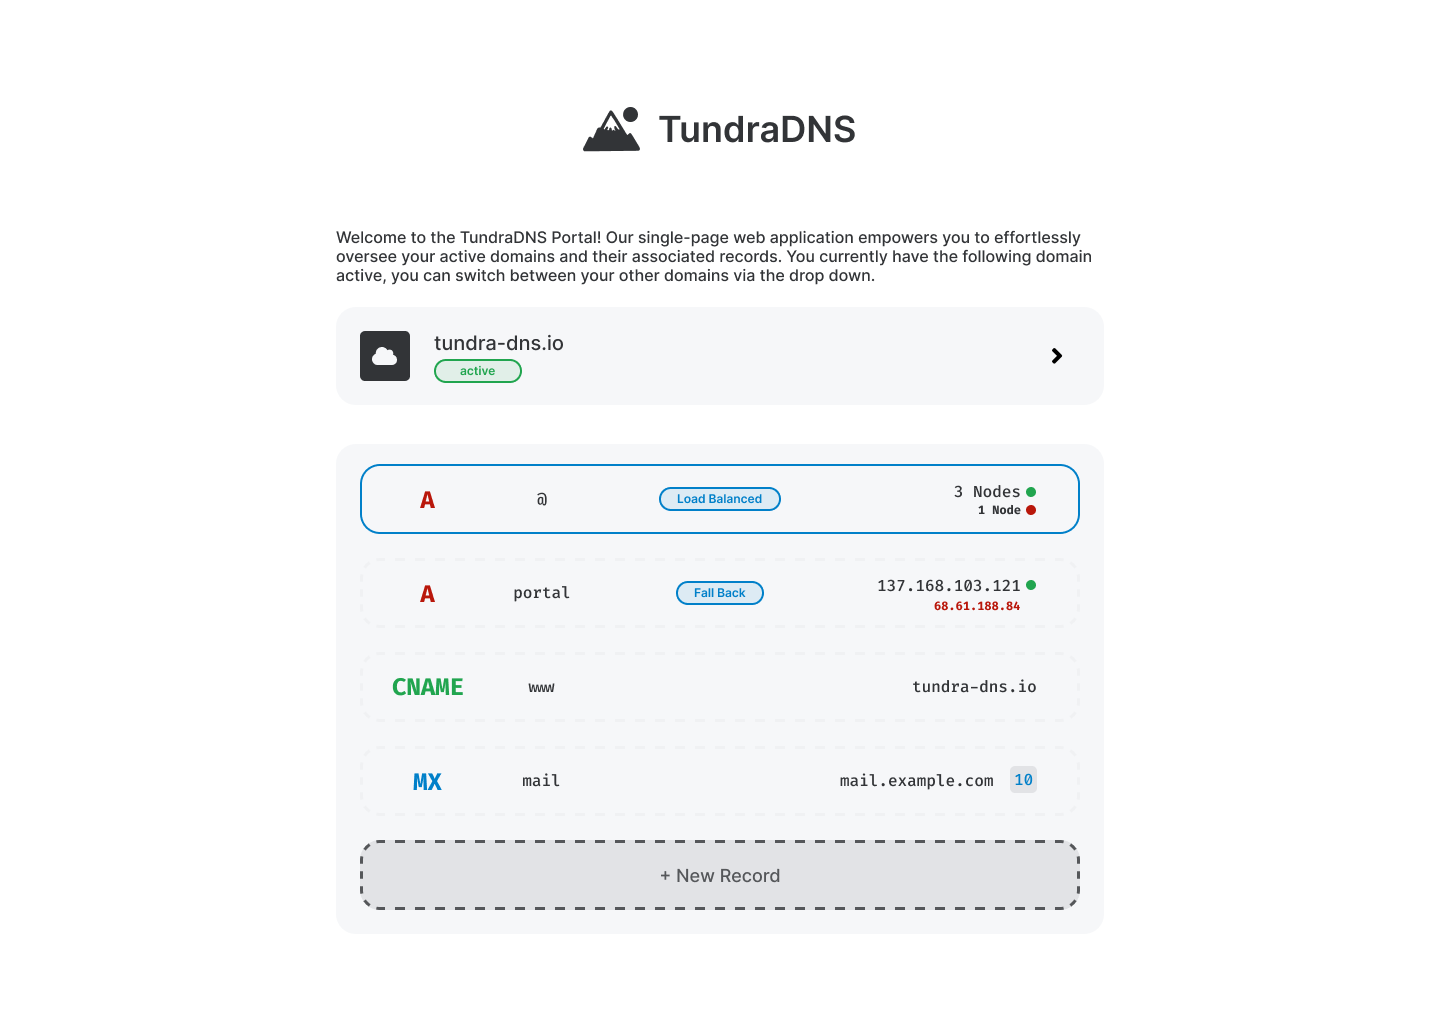 TundraDNS
Welcome to the TundraDNS Portal! Our single-page web application empowers you to effortlessly
oversee your active domains and their associated records. You currently have the following domain
active, you can switch between your other domains via the drop down.
tundra-dns.io
active
A @ Load Balanced 3 Nodes
1 Node
A portal Fall Back 137.168.103.121
68.61.188.84
CNAME www tundra-dns.io
MX mail mail.example.com 10
+ New Record